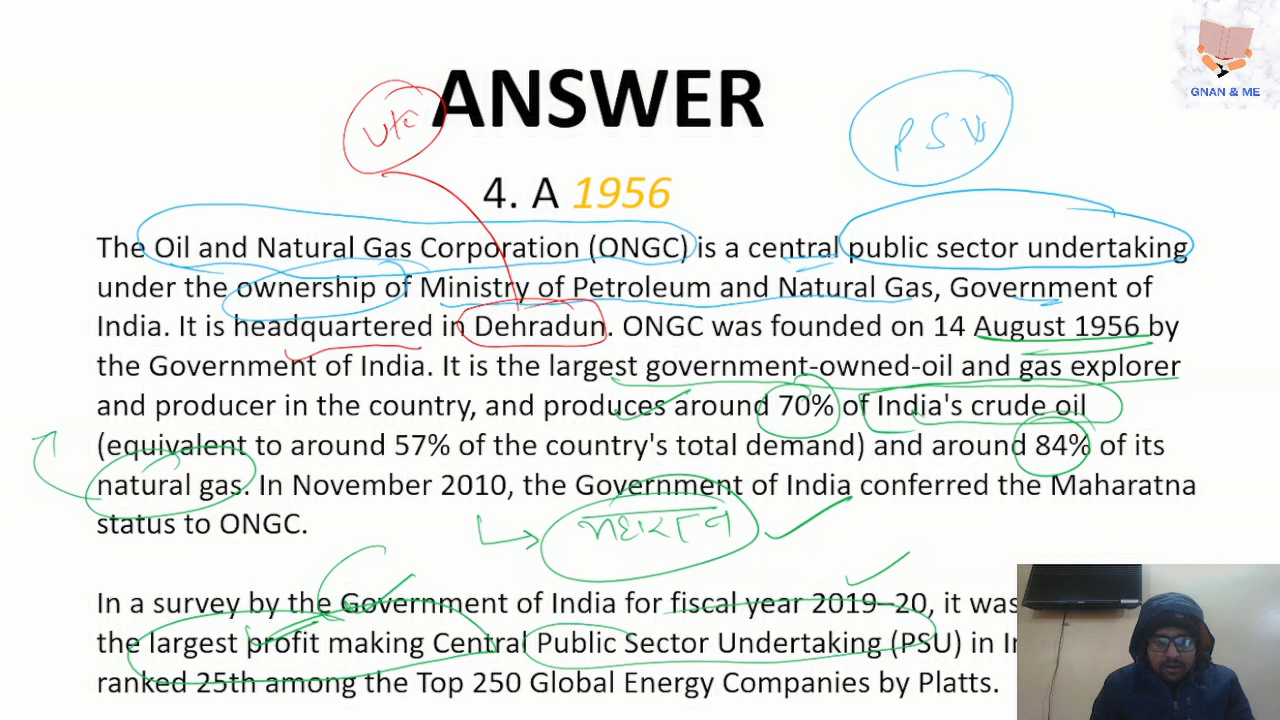 GNAN & ME
ANSWER
Utt
PSUs
4. A 1956
The Oil and Natural Gas Corporation (ONGC) is a central public sector undertaking
under the ownership of Ministry of Petroleum and Natural Gas, Government of
India. It is headquartered in Dehradun. ONGC was founded on 14 August 1956 by
the Government of India. It is the largest government-owned-oil and gas explorer
and producer in the country, and produces around 70% of India's crude oil
(equivalent to around 57% of the country's total demand) and around 84% of its
natural gas. In November 2010, the Government of India conferred the Maharatna
status to ONGC.
महारत्न
In a survey by the Government of India for fiscal year 2019–20, it was
the largest profit making Central Public Sector Undertaking (PSU) in In
ranked 25th among the Top 250 Global Energy Companies by Platts.